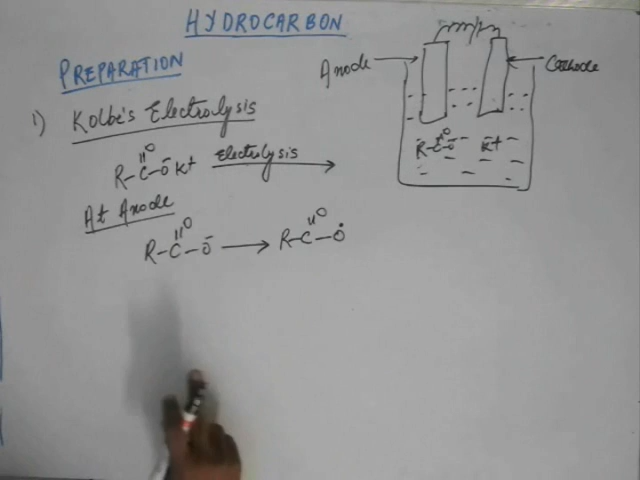 HYDROCARBON
PREPARATION
1) Kolbe's Electrolysis
R-C-O⁻K+ Electrolysis
O
At Anode
R-C-O⁻ → R-C-O•
O O
Anode
Cathode
R-C-O⁻ K+
O